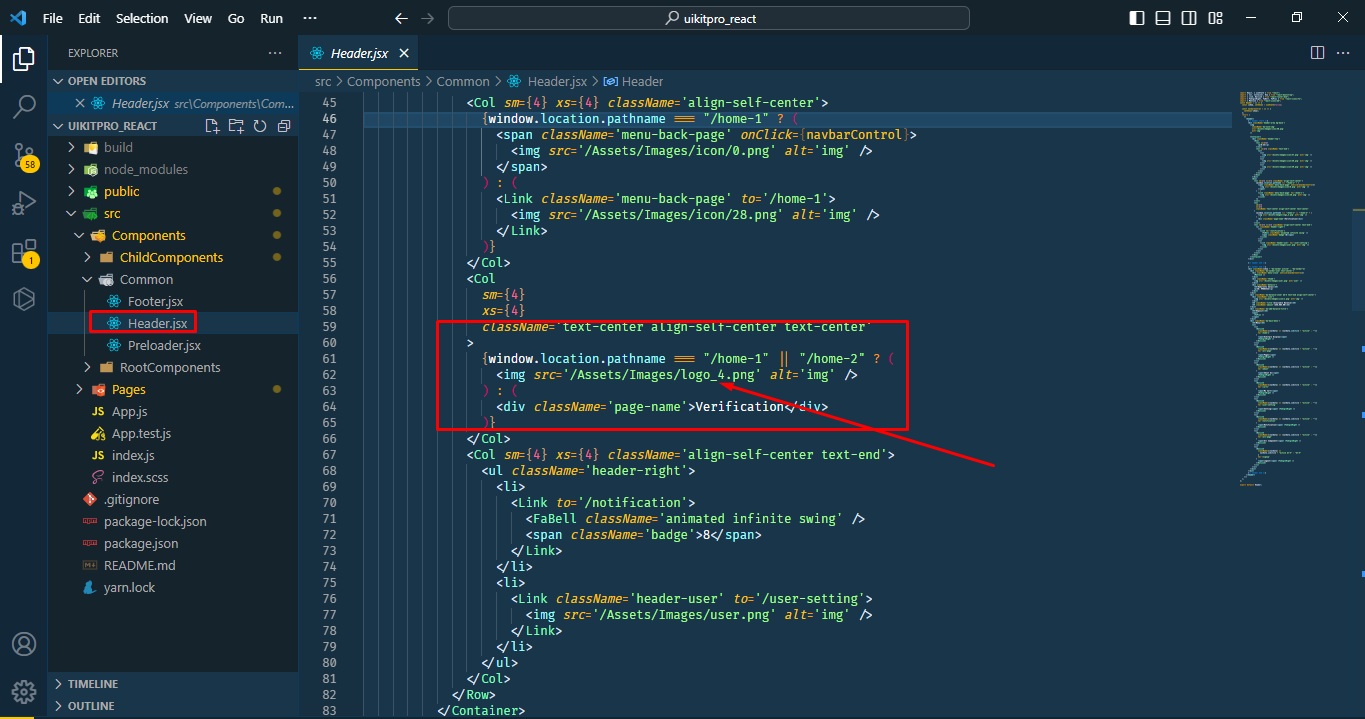 File Edit Selection View Go Run ··· uikitpro_react
EXPLORER ···
OPEN EDITORS
Header.jsx src\Components\Com...
UIKITPRO_REACT
build
node_modules
public
src
Components
ChildComponents
Common
Footer.jsx
Header.jsx
Preloader.jsx
RootComponents
Pages
App.js
App.test.js
index.js
index.scss
.gitignore
package-lock.json
package.json
README.md
yarn.lock
TIMELINE
OUTLINE
58
1
JS
JS
Header.jsx
src > Components > Common > Header.jsx > Header
45 <Col sm={4} xs={4} className='align-self-center'>
46 {window.location.pathname === "/home-1" ? (
47 <span className='menu-back-page' onClick={navbarControl}>
48 <img src='/Assets/Images/icon/0.png' alt='img' />
49 </span>
50 ) : (
51 <Link className='menu-back-page' to='/home-1'>
52 <img src='/Assets/Images/icon/28.png' alt='img' />
53 </Link>
54 )}
55 </Col>
56 <Col
57 sm={4}
58 xs={4}
59 className='text-center align-self-center text-center'
60 >
61 {window.location.pathname === "/home-1" || "/home-2" ? (
62 <img src='/Assets/Images/logo_4.png' alt='img' />
63 ) : (
64 <div className='page-name'>Verification</div>
65 )}
66 </Col>
67 <Col sm={4} xs={4} className='align-self-center text-end'>
68 <ul className='header-right'>
69 <li>
70 <Link to='/notification'>
71 <FaBell className='animated infinite swing' />
72 <span className='badge'>8</span>
73 </Link>
74 </li>
75 <li>
76 <Link className='header-user' to='/user-setting'>
77 <img src='/Assets/Images/user.png' alt='img' />
78 </Link>
79 </li>
80 </ul>
81 </Col>
82 </Row>
83 </Container>